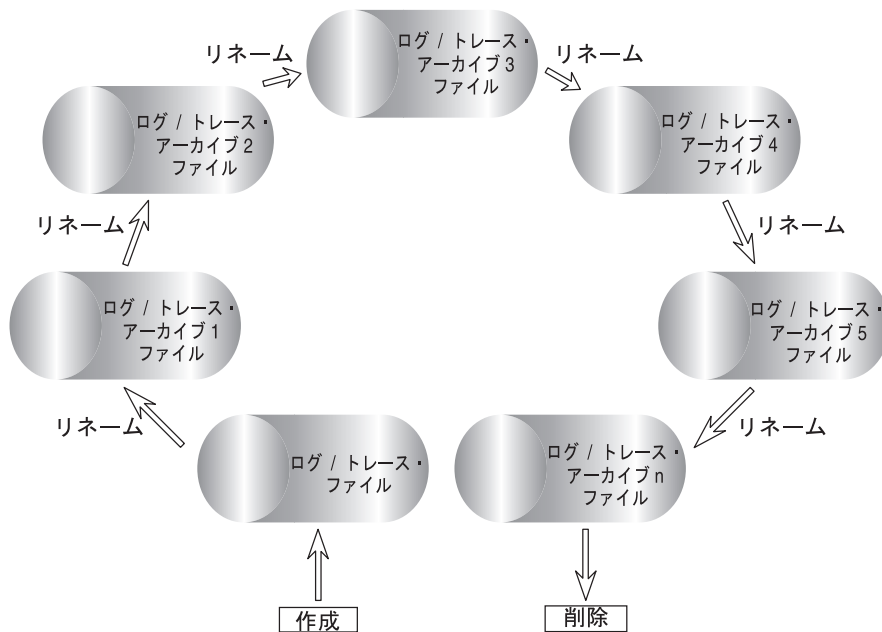 リネーム
ログ / トレース・
アーカイブ 3
ファイル
リネーム
ログ / トレース・
アーカイブ 2
ファイル
ログ / トレース・
アーカイブ 4
ファイル
リネーム
リネーム
ログ / トレース・
アーカイブ 1
ファイル
ログ / トレース・
アーカイブ 5
ファイル
リネーム
リネーム
ログ / トレース・
ファイル
ログ / トレース・
アーカイブ n
ファイル
作成
削除